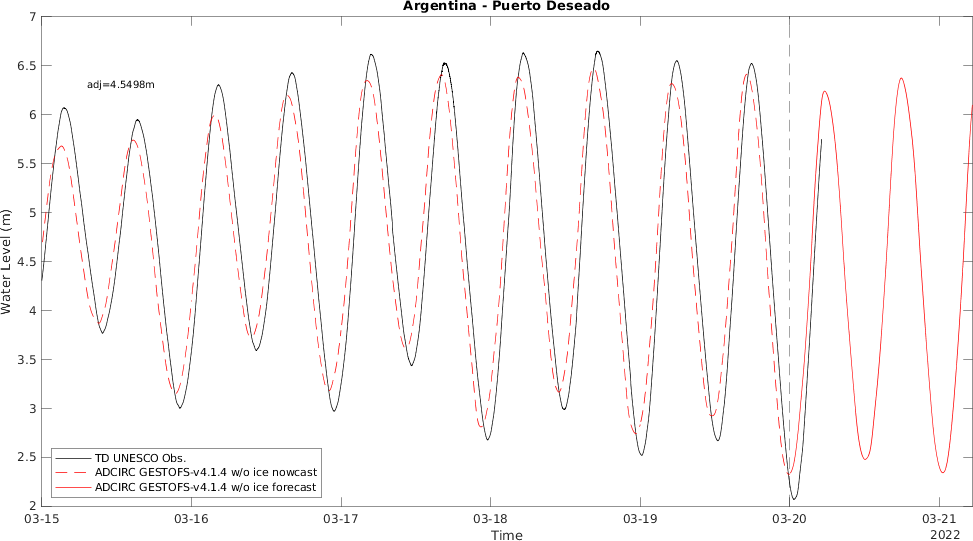 Argentina - Puerto Deseado
adj=4.5498m
Water Level (m)
7
6.5
6
5.5
5
4.5
4
3.5
3
2.5
2
TD UNESCO Obs.
ADCIRC GESTOFS-v4.1.4 w/o ice nowcast
ADCIRC GESTOFS-v4.1.4 w/o ice forecast
03-15 03-16 03-17 03-18 03-19 03-20 03-21
Time
2022